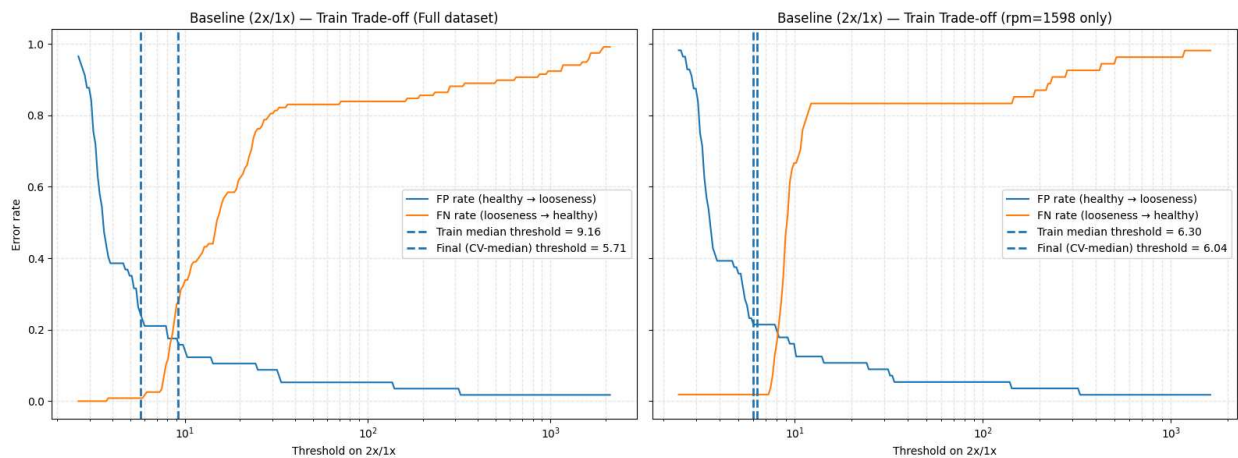 Baseline (2x/1x) — Train Trade-off (Full dataset)
Baseline (2x/1x) — Train Trade-off (rpm=1598 only)
Error rate
1.0
0.8
0.6
0.4
0.2
0.0
FP rate (healthy → looseness)
FN rate (looseness → healthy)
Train median threshold = 9.16
Final (CV-median) threshold = 5.71
FP rate (healthy → looseness)
FN rate (looseness → healthy)
Train median threshold = 6.30
Final (CV-median) threshold = 6.04
10¹
10²
10³
10¹
10²
10³
Threshold on 2x/1x
Threshold on 2x/1x